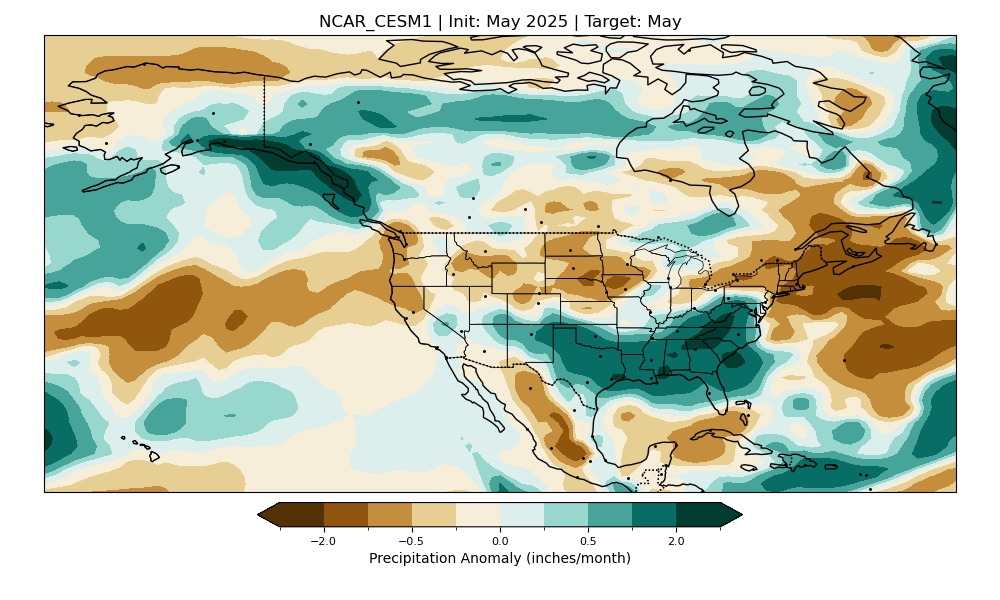 NCAR_CESM1 | Init: May 2025 | Target: May
−2.0 −0.5 0.0 0.5 2.0
Precipitation Anomaly (inches/month)